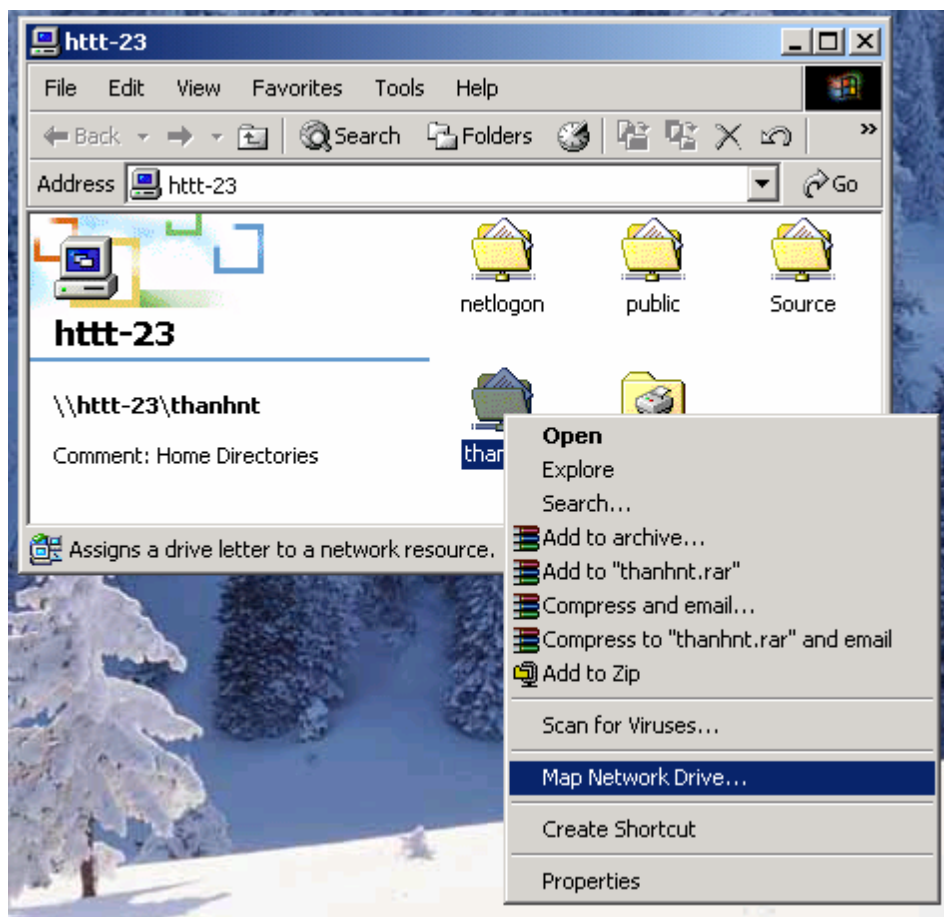 httt-23
File Edit View Favorites Tools Help
Back Search Folders »
Address httt-23 Go
netlogon public Source
httt-23
\\httt-23\thanhnt
Comment: Home Directories
Assigns a drive letter to a network resource.
Open
Explore
Search...
Add to archive...
Add to "thanhnt.rar"
Compress and email...
Compress to "thanhnt.rar" and email
Add to Zip
Scan for Viruses...
Map Network Drive...
Create Shortcut
Properties